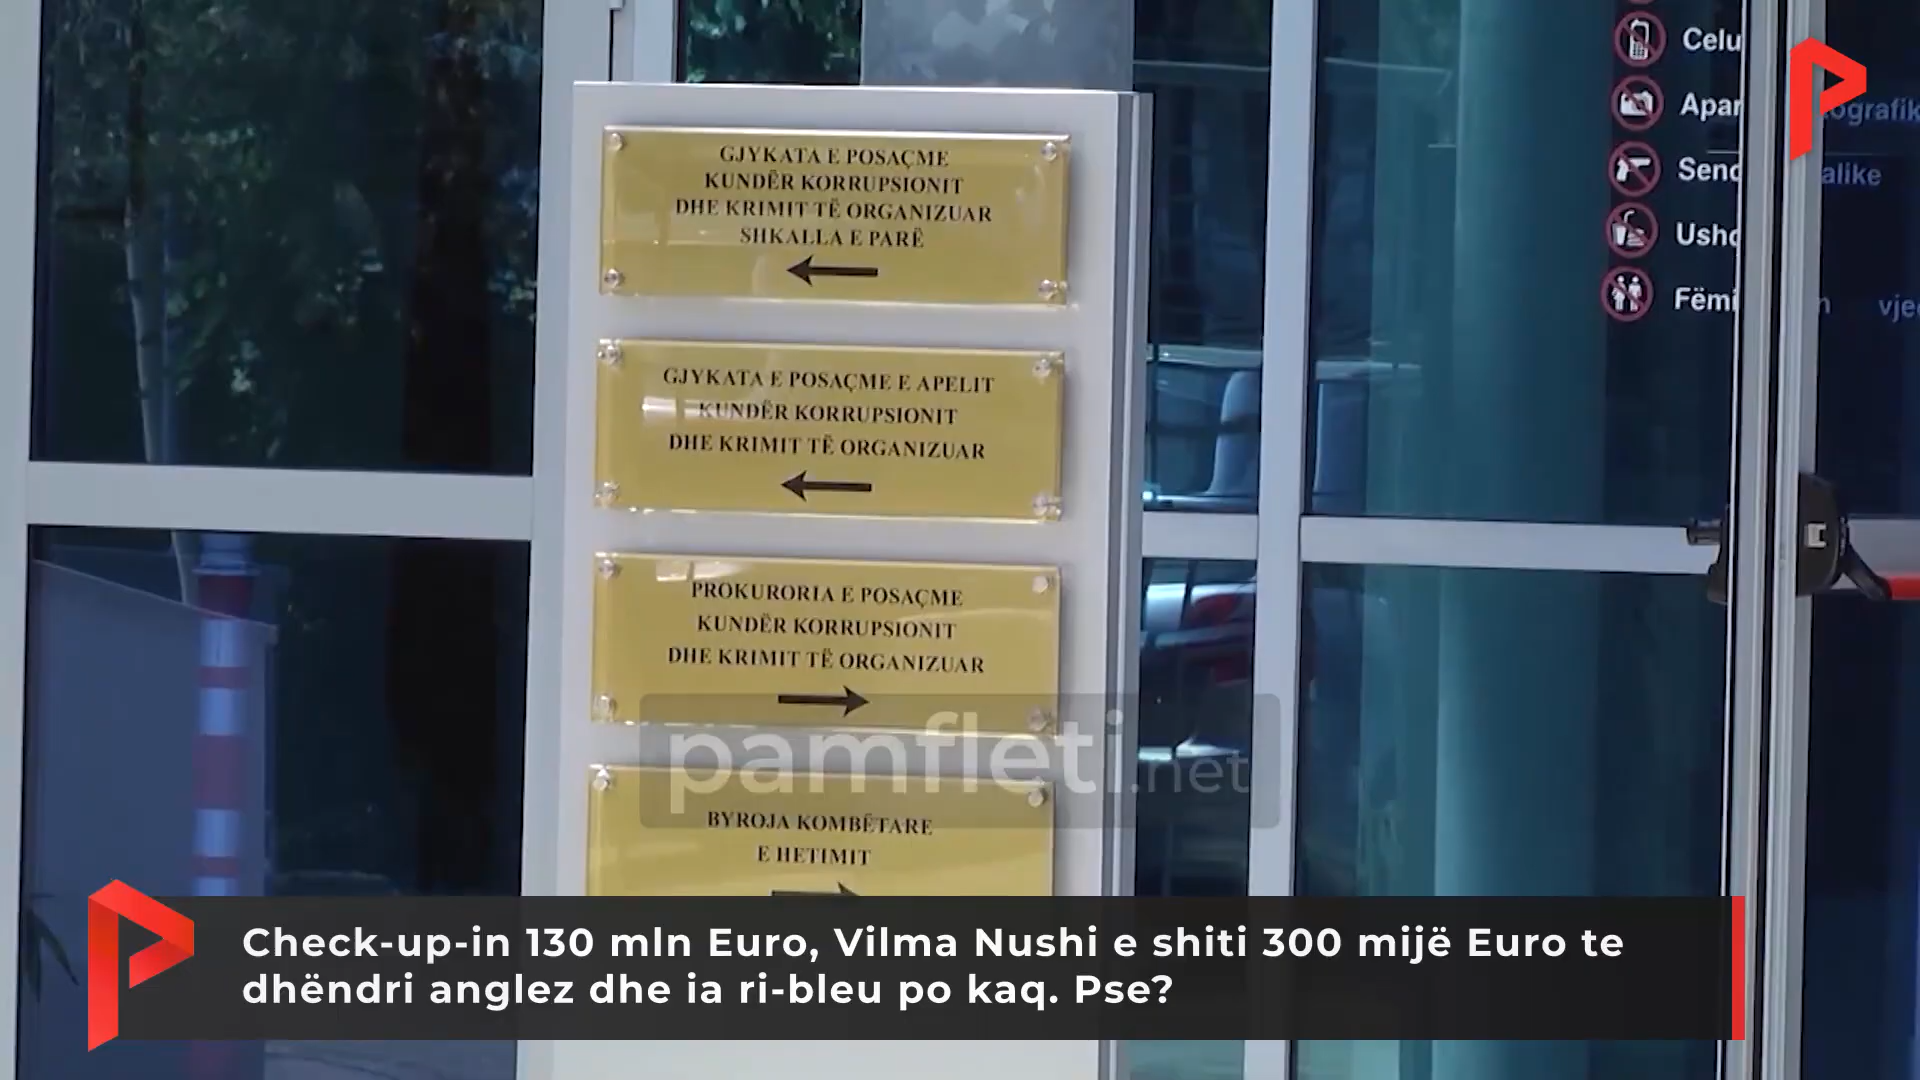 GJYKATA E POSAÇME
KUNDËR KORRUPSIONIT
DHE KRIMIT TË ORGANIZUAR
SHKALLA E PARË
GJYKATA E POSAÇME E APELIT
KUNDËR KORRUPSIONIT
DHE KRIMIT TË ORGANIZUAR
PROKURORIA E POSAÇME
KUNDËR KORRUPSIONIT
DHE KRIMIT TË ORGANIZUAR
BYROJA KOMBËTARE
E HETIMIT
pamfleti.net
Check-up-in 130 mln Euro, Vilma Nushi e shiti 300 mijë Euro te
dhëndri anglez dhe ia ri-bleu po kaq. Pse?